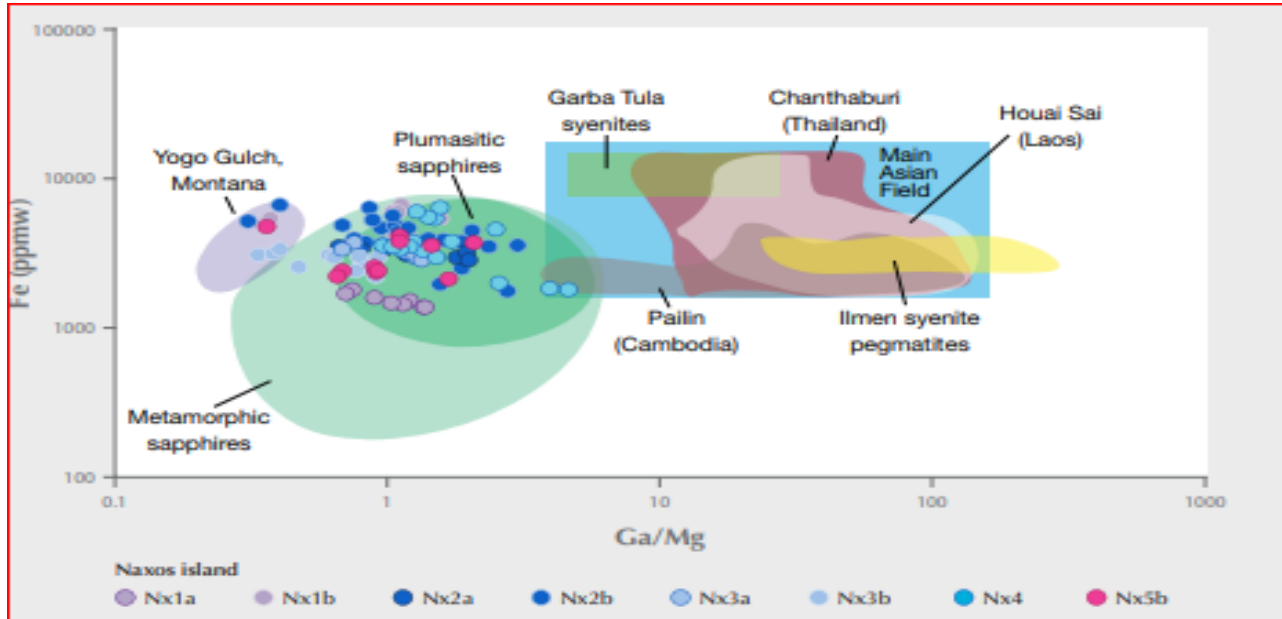 100000
Garba Tula
syenites
Chanthaburi
(Thailand)
Houai Sai
(Laos)
Plumasitic
sapphires
Yogo Gulch,
Montana
Main
Asian
Field
10000
Fe (ppmw)
1000
Pailin
(Cambodia)
Ilmen syenite
pegmatites
Metamorphic
sapphires
100
0.1
1
10
100
1000
Ga/Mg
Naxos island
Nx1a
Nx1b
Nx2a
Nx2b
Nx3a
Nx3b
Nx4
Nx5b